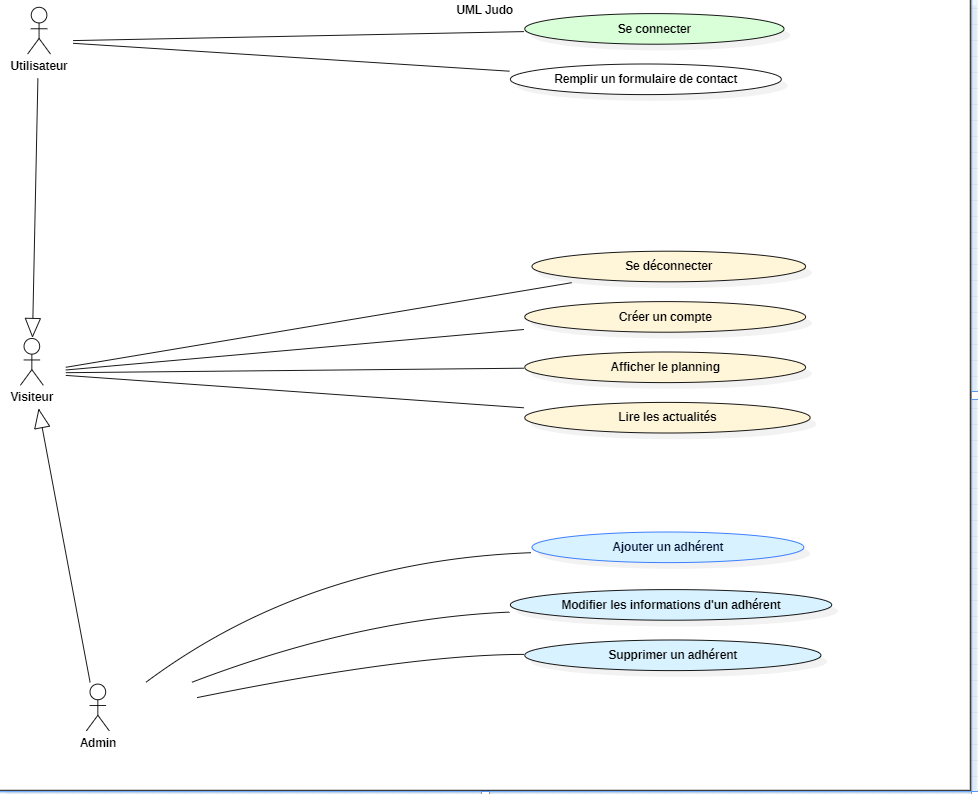 UML Judo
Se connecter
Utilisateur
Remplir un formulaire de contact
Se déconnecter
Créer un compte
Afficher le planning
Visiteur
Lire les actualités
Ajouter un adhérent
Modifier les informations d'un adhérent
Supprimer un adhérent
Admin